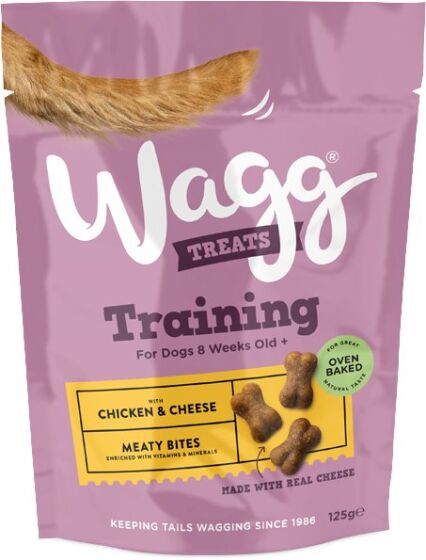 Wagg®
TREATS
Training
For Dogs 8 Weeks Old +
FOR GREAT
OVEN
BAKED
NATURAL TASTE
WITH
CHICKEN & CHEESE
MEATY BITES
ENRICHED WITH VITAMINS & MINERALS
MADE WITH REAL CHEESE
125g℮
KEEPING TAILS WAGGING SINCE 1986